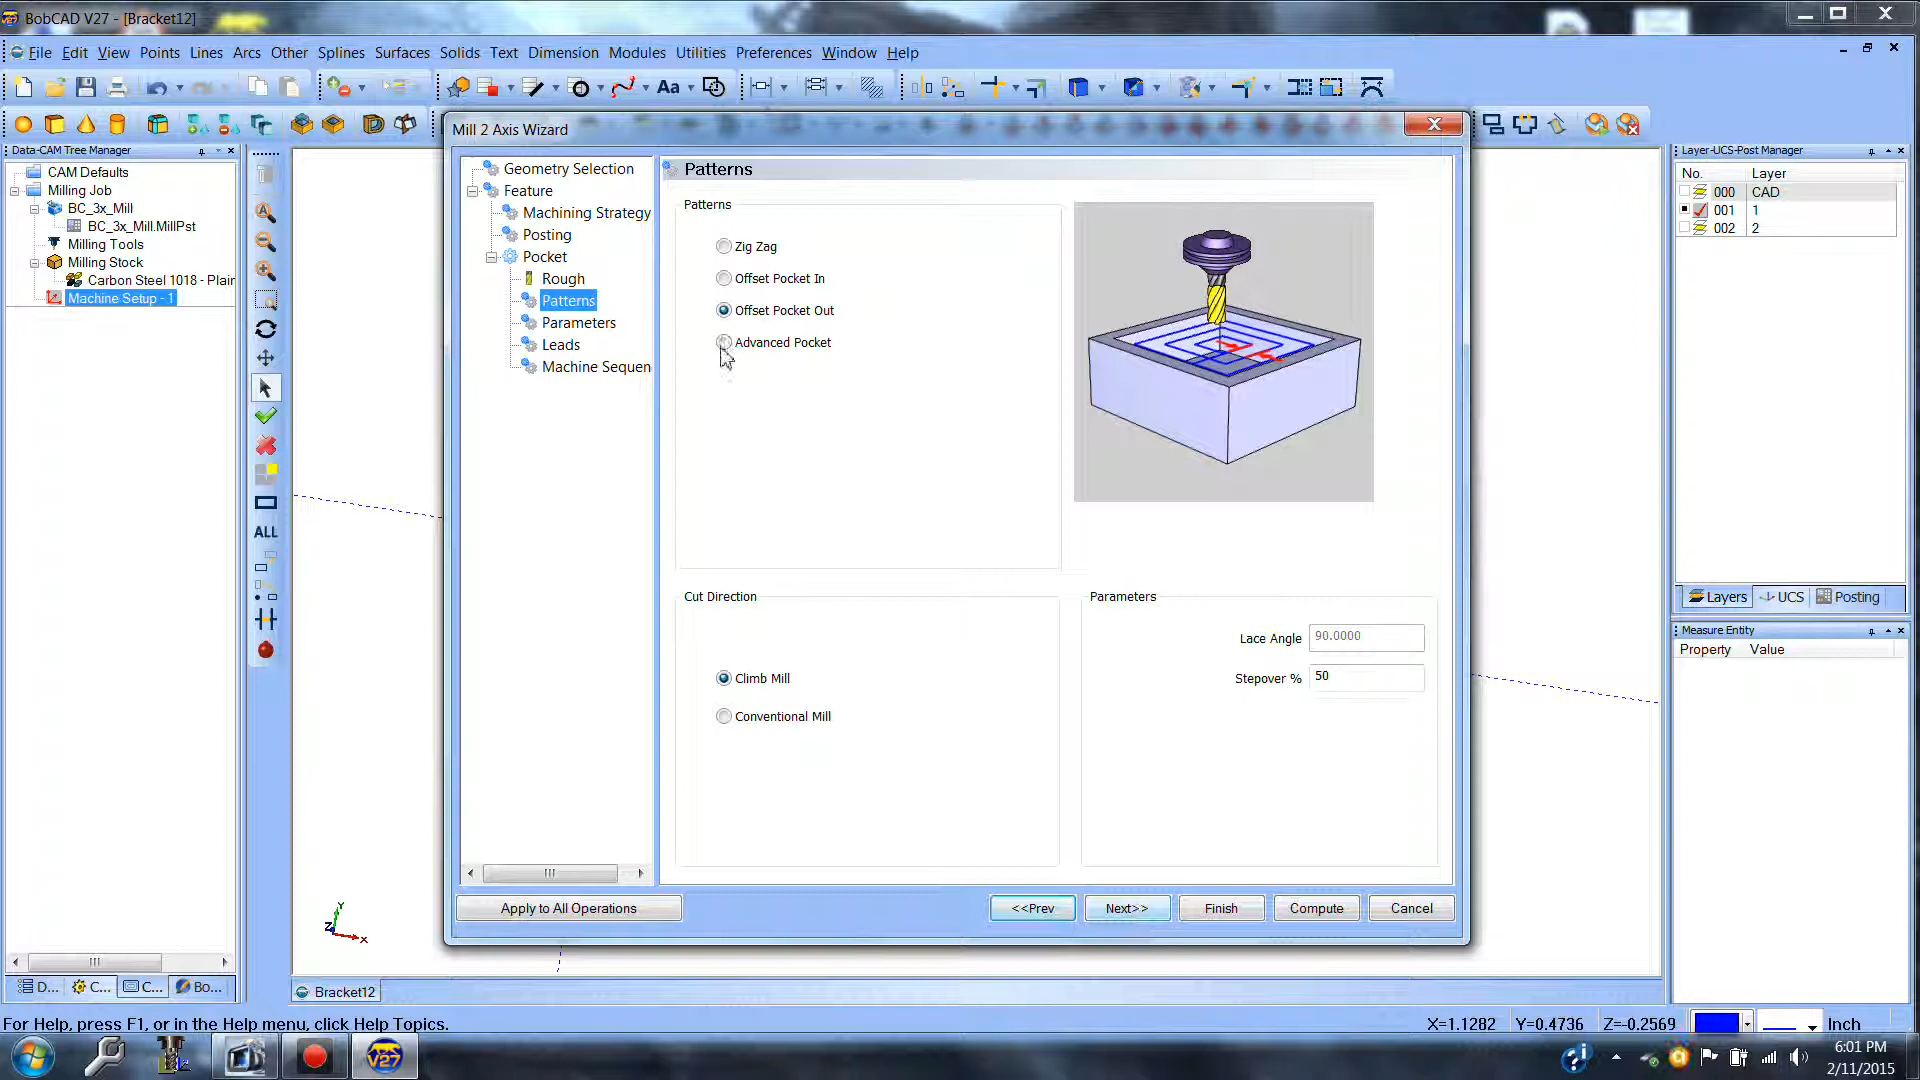 BobCAD V27 - [Bracket12]
File Edit View Points Lines Arcs Other Splines Surfaces Solids Text Dimension Modules Utilities Preferences Window Help
Aa
Data-CAM Tree Manager
CAM Defaults
Milling Job
BC_3x_Mill
BC_3x_Mill.MillPst
Milling Tools
Milling Stock
Carbon Steel 1018 - Plain
Machine Setup - 1
ALL
Mill 2 Axis Wizard
Geometry Selection
Feature
Machining Strategy
Posting
Pocket
Rough
Patterns
Parameters
Leads
Machine Sequen
Patterns
Patterns
Zig Zag
Offset Pocket In
Offset Pocket Out
Advanced Pocket
Cut Direction
Climb Mill
Conventional Mill
Parameters
Lace Angle 90.0000
Stepover % 50
Apply to All Operations
<<Prev Next>> Finish Compute Cancel
Layer-UCS-Post Manager
No. Layer
000 CAD
001 1
002 2
Layers UCS Posting
Measure Entity
Property Value
Y
Z
X
D... C... C... Bo...
Bracket12
For Help, press F1, or in the Help menu, click Help Topics.
X=1.1282 Y=0.4736 Z=-0.2569 Inch
V27
6:01 PM
2/11/2015